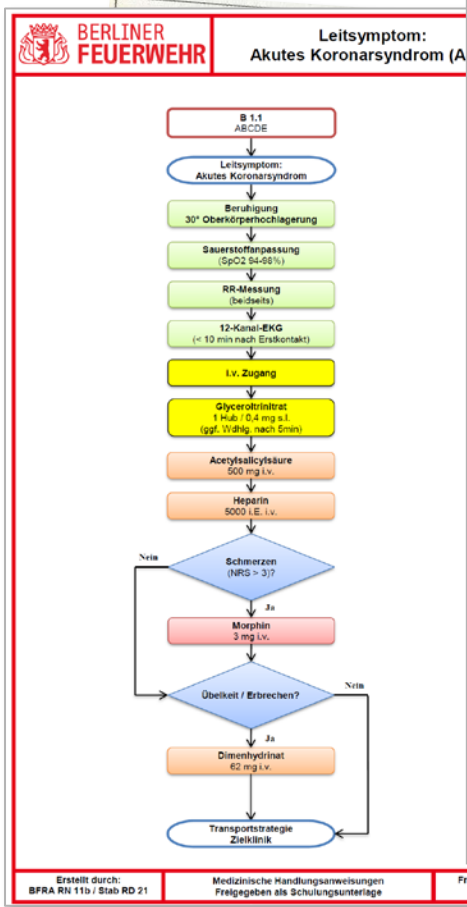 BERLINER
FEUERWEHR
Leitsymptom:
Akutes Koronarsyndrom (A
B 1.1
ABCDE
Leitsymptom:
Akutes Koronarsyndrom
Beruhigung
30° Oberkörperhochlagerung
Sauerstoffanpassung
(SpO2 94-98%)
RR-Messung
(beidseits)
12-Kanal-EKG
(< 10 min nach Erstkontakt)
i.v. Zugang
Glyceroltrinitrat
1 Hub / 0,4 mg s.l.
(ggf. Wdhlg. nach 5min)
Acetylsalicylsäure
500 mg i.v.
Heparin
5000 i.E. i.v.
Nein
Schmerzen
(NRS > 3)?
Ja
Morphin
3 mg i.v.
Übelkeit / Erbrechen?
Nein
Ja
Dimenhydrinat
62 mg i.v.
Transportstrategie
Zielklinik
Erstellt durch:
BFRA RN 11b / Stab RD 21
Medizinische Handlungsanweisungen
Freigegeben als Schulungsunterlage
Fr